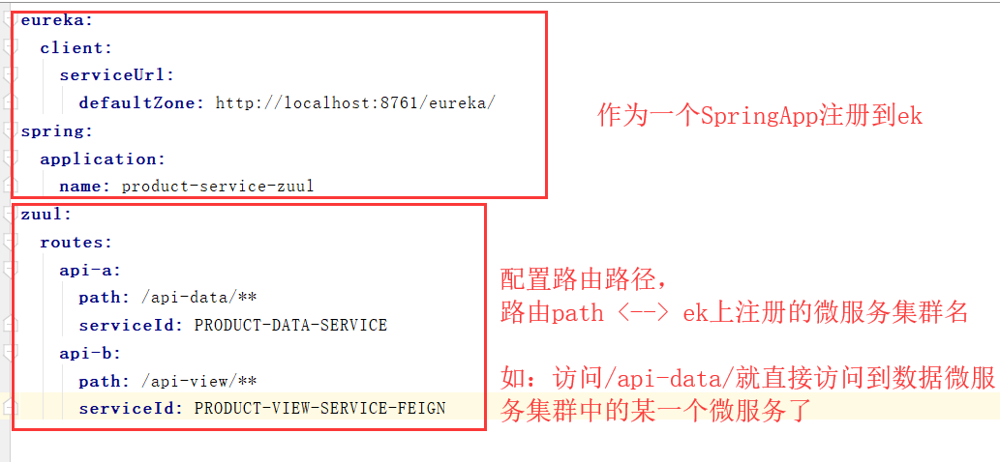 eureka:
client:
serviceUrl:
defaultZone: http://localhost:8761/eureka/
spring:
application:
name: product-service-zuul
作为一个SpringApp注册到ek
zuul:
routes:
api-a:
path: /api-data/**
serviceId: PRODUCT-DATA-SERVICE
api-b:
path: /api-view/**
serviceId: PRODUCT-VIEW-SERVICE-FEIGN
配置路由路径，
路由path <--> ek上注册的微服务集群名
如：访问/api-data/就直接访问到数据微服
务集群中的某一个微服务了